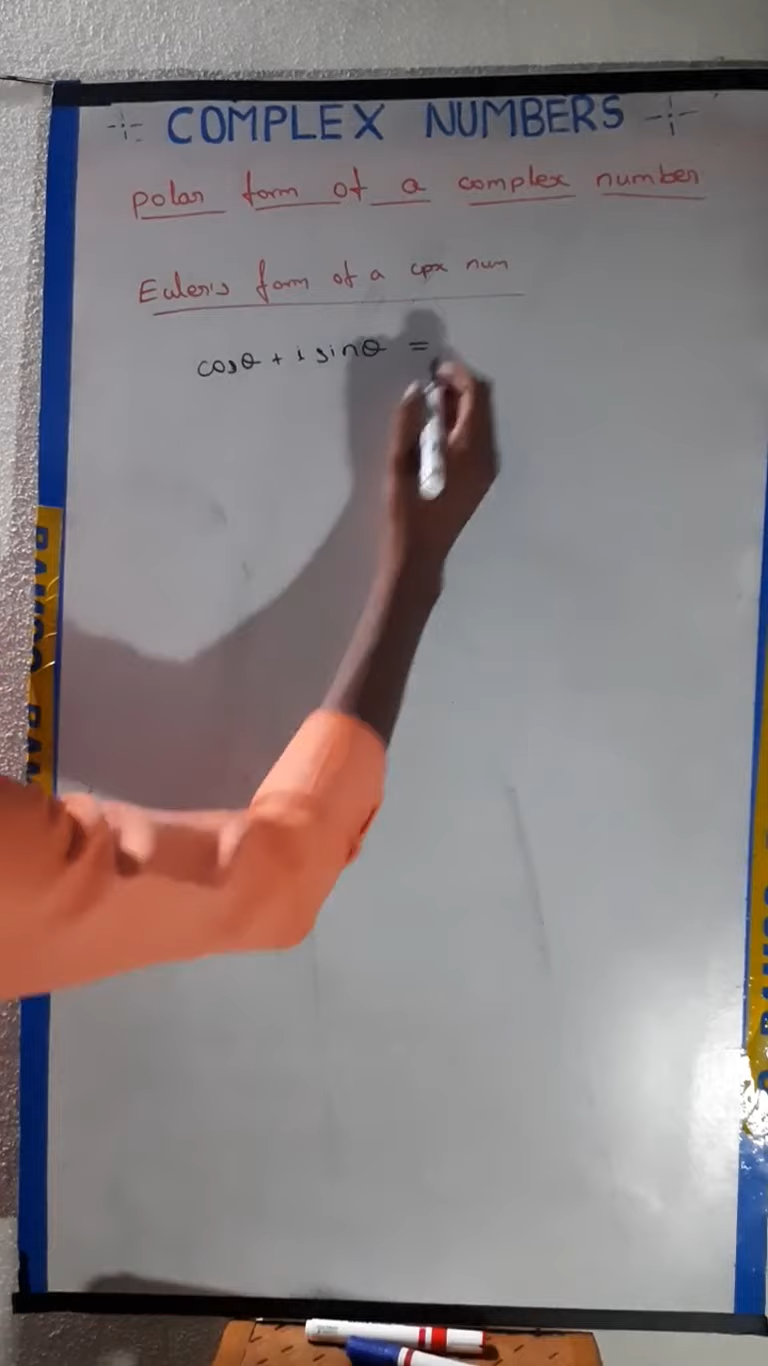 COMPLEX NUMBERS
polar form of a complex number
Euler's form of a cpx num
cosθ + i sinθ =